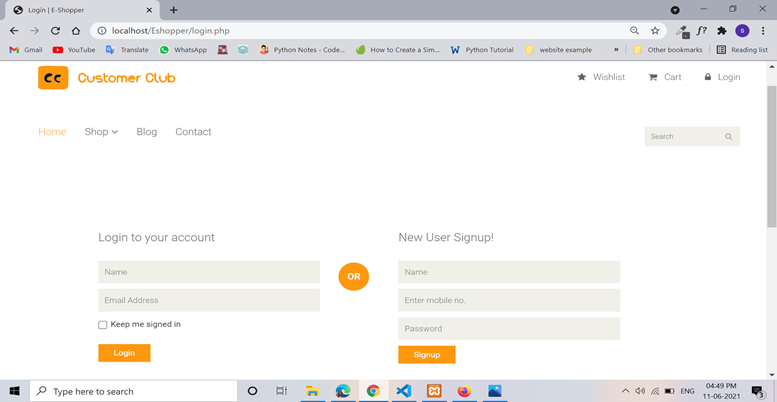 Login | E-Shopper
localhost/Eshopper/login.php
Gmail YouTube Translate WhatsApp Python Notes - Code... How to Create a Sim... Python Tutorial website example » Other bookmarks Reading list
cc Customer Club
Wishlist Cart Login
Home Shop Blog Contact
Search
Login to your account
Name
Email Address
Keep me signed in
Login
OR
New User Signup!
Name
Enter mobile no.
Password
Signup
Type here to search
ENG
04:49 PM
11-06-2021
3